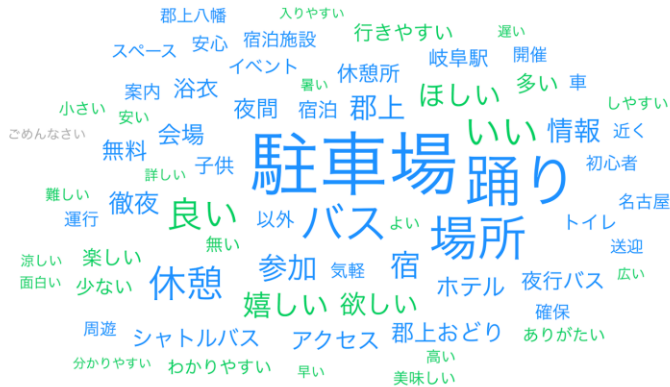 入りやすい
郡上八幡
行きやすい
遅い
スペース
安心
宿泊施設
岐阜駅
開催
イベント
休憩所
案内
浴衣
暑い
ほしい
多い
車
小さい
安い
夜間
宿泊
郡上
しやすい
ごめんなさい
会場
駐車場
いい
情報
近く
無料
子供
踊り
初心者
詳しい
難しい
徹夜
名古屋
運行
良い
以外
バス
よい
場所
トイレ
無い
送迎
涼しい
楽しい
参加
気軽
宿
広い
面白い
少ない
休憩
ホテル
夜行バス
嬉しい
欲しい
確保
周遊
シャトルバス
アクセス
郡上おどり
ありがたい
分かりやすい
わかりやすい
早い
高い
美味しい